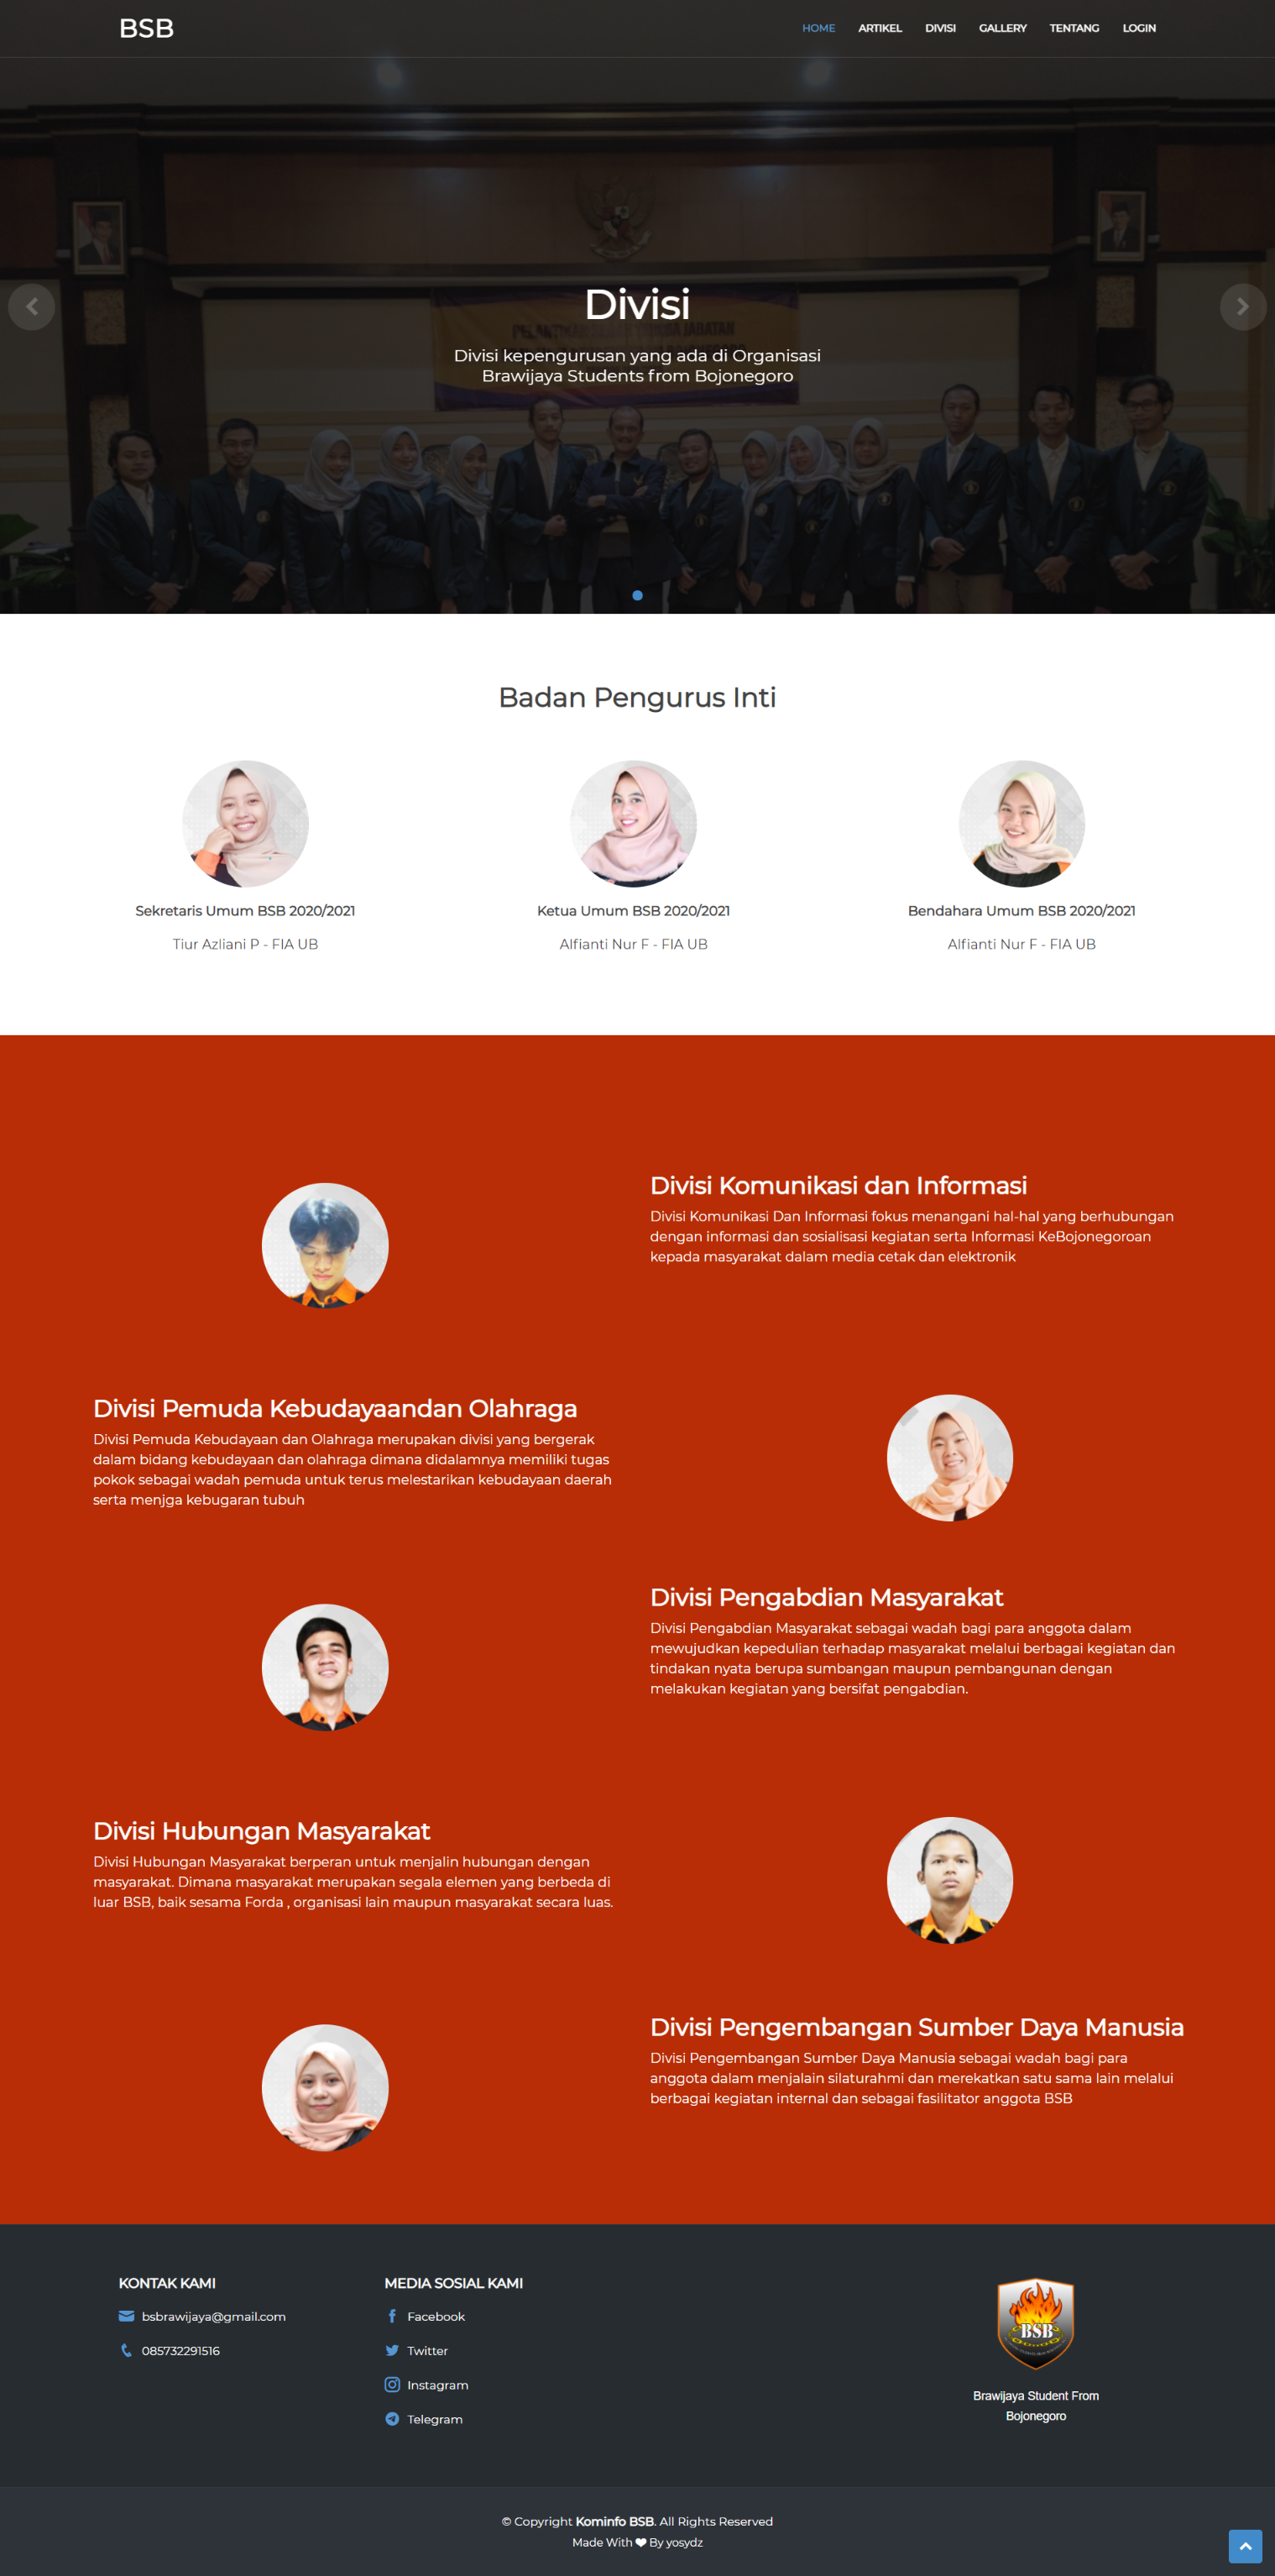 BSB
HOME ARTIKEL DIVISI GALLERY TENTANG LOGIN
Divisi
Divisi kepengurusan yang ada di Organisasi
Brawijaya Students from Bojonegoro
Badan Pengurus Inti
Sekretaris Umum BSB 2020/2021
Tiur Azliani P - FIA UB
Ketua Umum BSB 2020/2021
Alfianti Nur F - FIA UB
Bendahara Umum BSB 2020/2021
Alfianti Nur F - FIA UB
Divisi Komunikasi dan Informasi
Divisi Komunikasi Dan Informasi fokus menangani hal-hal yang berhubungan
dengan informasi dan sosialisasi kegiatan serta Informasi KeBojonegoroan
kepada masyarakat dalam media cetak dan elektronik
Divisi Pemuda Kebudayaandan Olahraga
Divisi Pemuda Kebudayaan dan Olahraga merupakan divisi yang bergerak
dalam bidang kebudayaan dan olahraga dimana didalamnya memiliki tugas
pokok sebagai wadah pemuda untuk terus melestarikan kebudayaan daerah
serta menjga kebugaran tubuh
Divisi Pengabdian Masyarakat
Divisi Pengabdian Masyarakat sebagai wadah bagi para anggota dalam
mewujudkan kepedulian terhadap masyarakat melalui berbagai kegiatan dan
tindakan nyata berupa sumbangan maupun pembangunan dengan
melakukan kegiatan yang bersifat pengabdian.
Divisi Hubungan Masyarakat
Divisi Hubungan Masyarakat berperan untuk menjalin hubungan dengan
masyarakat. Dimana masyarakat merupakan segala elemen yang berbeda di
luar BSB, baik sesama Forda , organisasi lain maupun masyarakat secara luas.
Divisi Pengembangan Sumber Daya Manusia
Divisi Pengembangan Sumber Daya Manusia sebagai wadah bagi para
anggota dalam menjalain silaturahmi dan merekatkan satu sama lain melalui
berbagai kegiatan internal dan sebagai fasilitator anggota BSB
KONTAK KAMI
bsbrawijaya@gmail.com
085732291516
MEDIA SOSIAL KAMI
Facebook
Twitter
Instagram
Telegram
BSB
Brawijaya Student From
Bojonegoro
© Copyright Kominfo BSB. All Rights Reserved
Made With ❤ By yosydz